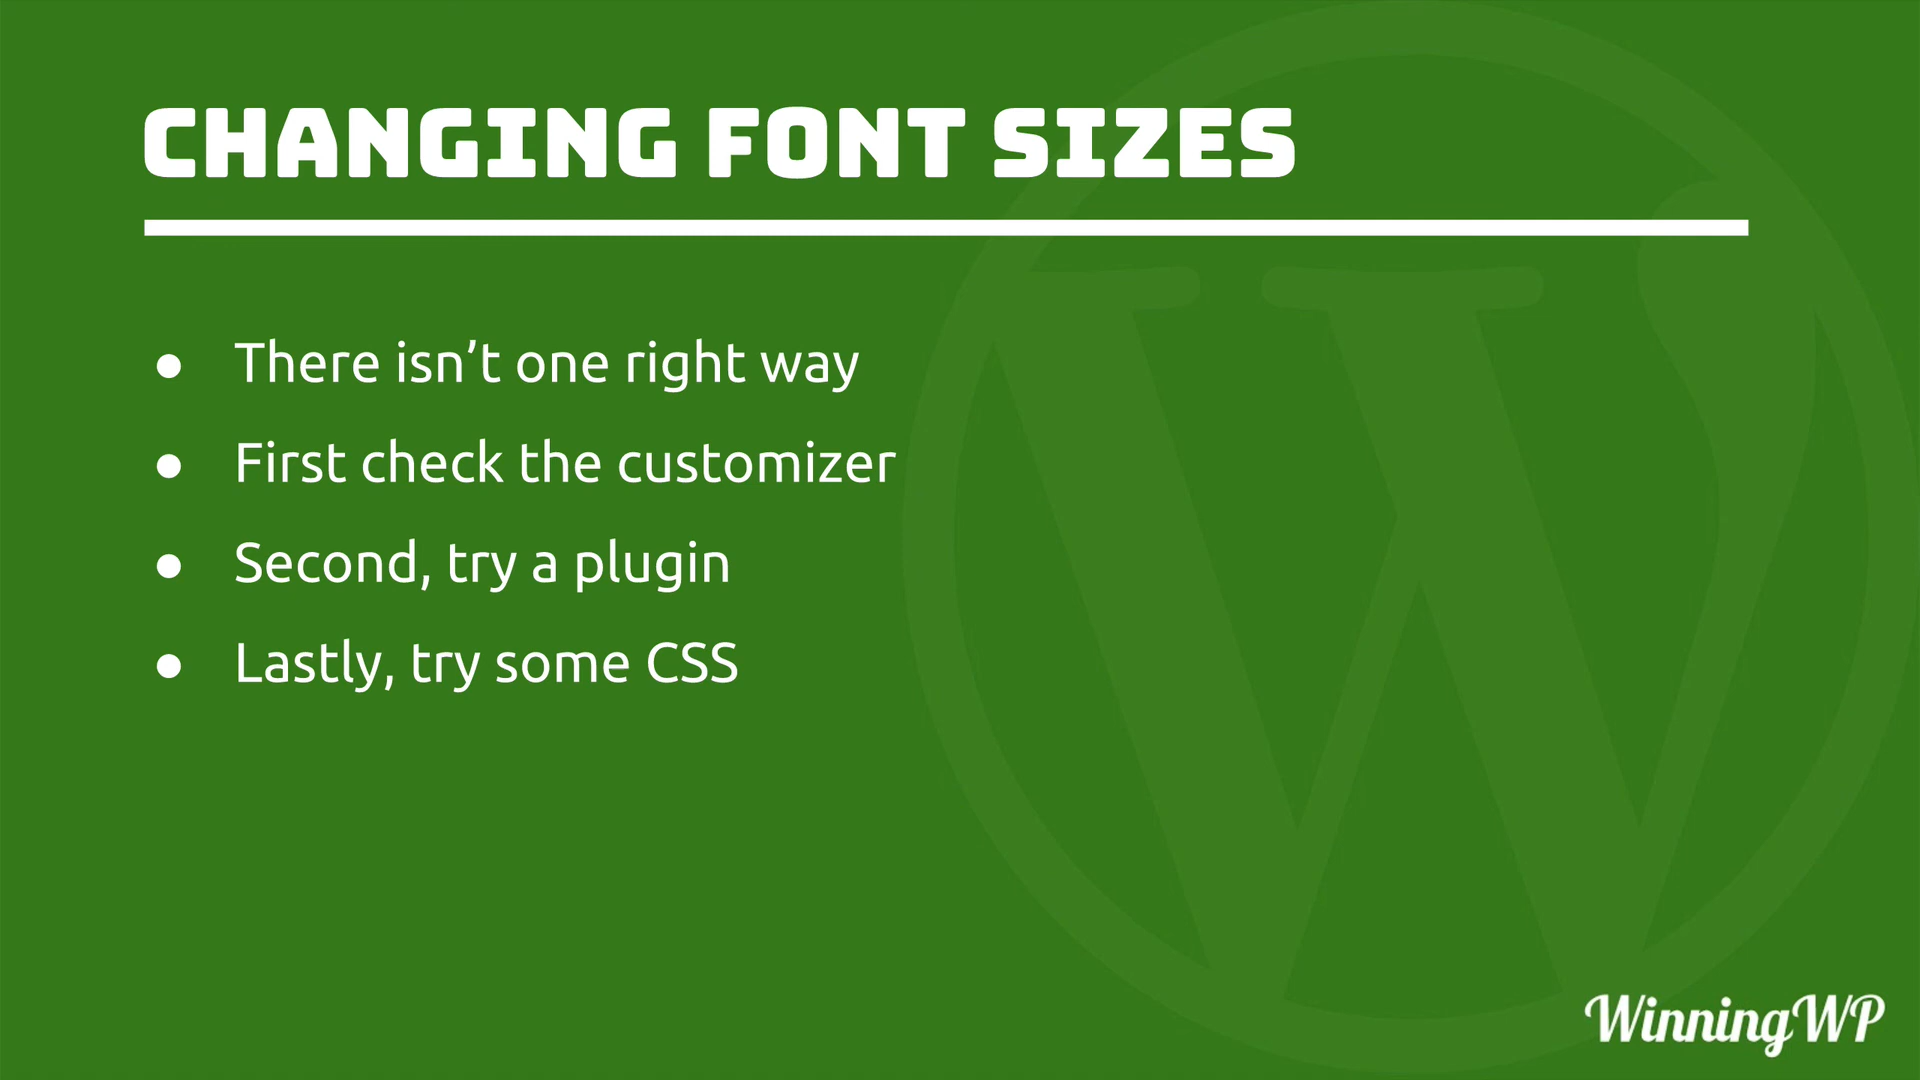 CHANGING FONT SIZES
● There isn’t one right way
● First check the customizer
● Second, try a plugin
● Lastly, try some CSS
WinningWP